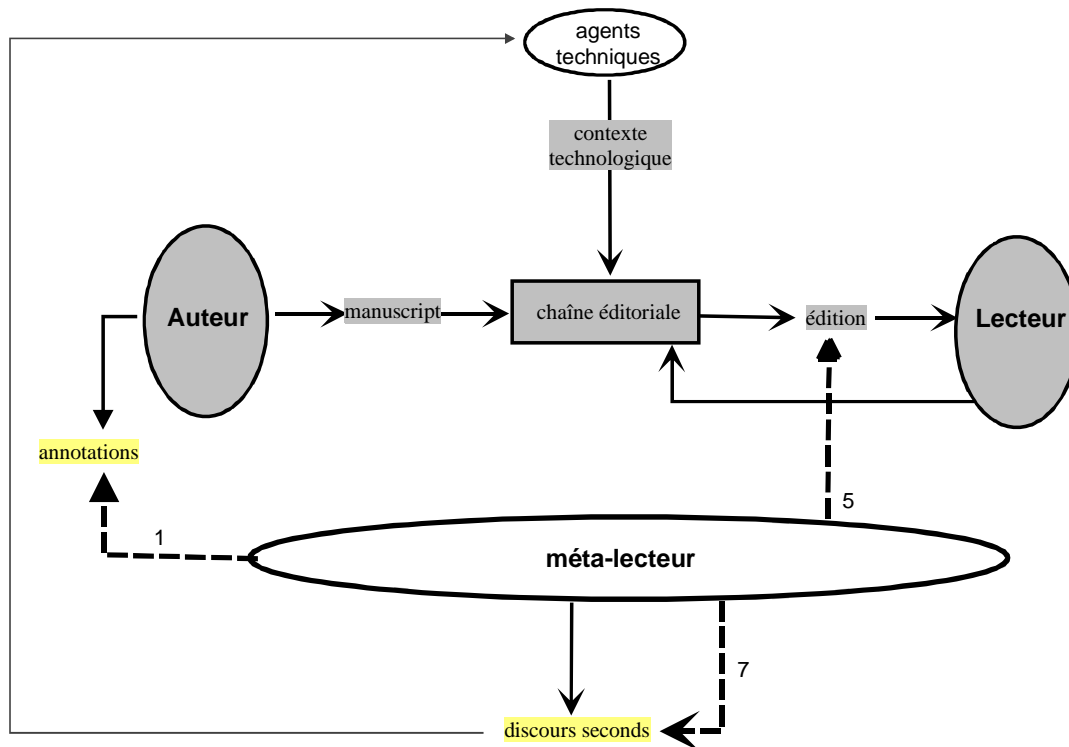 agents
techniques
contexte
technologique
Auteur
manuscript
chaîne éditoriale
édition
Lecteur
annotations
5
1
méta-lecteur
7
discours seconds